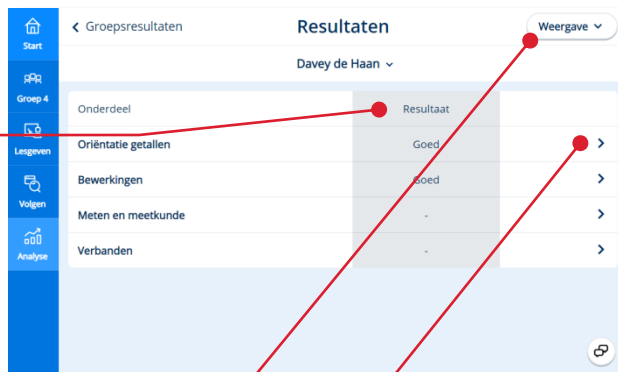 Start
Groep 4
Lesgeven
Volgen
Analyse
Groepsresultaten
Resultaten
Weergave
Davey de Haan
Onderdeel Resultaat
Oriëntatie getallen Goed
Bewerkingen Goed
Meten en meetkunde -
Verbanden -